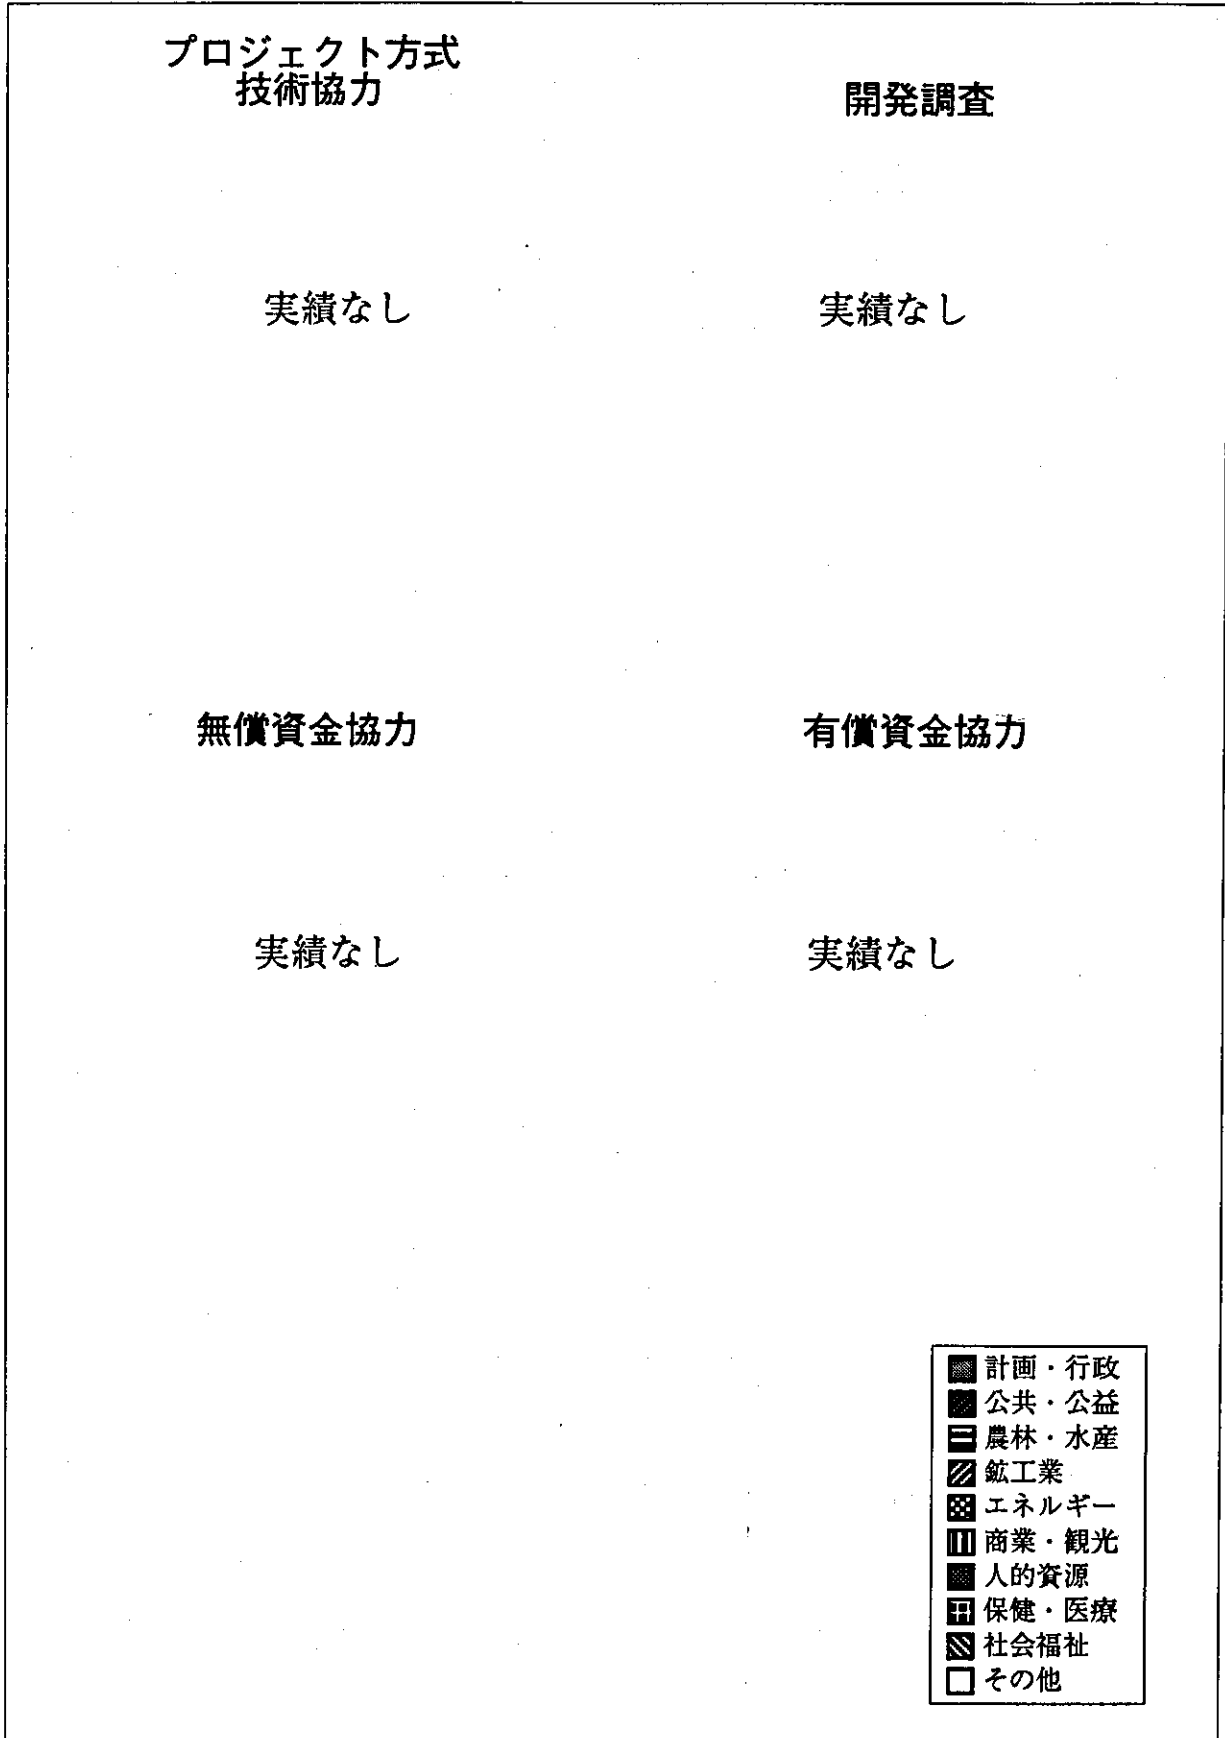 プロジェクト方式
技術協力
開発調査
実績なし
実績なし
無償資金協力
有償資金協力
実績なし
実績なし
計画・行政
公共・公益
農林・水産
鉱工業
エネルギー
商業・観光
人的資源
保健・医療
社会福祉
その他